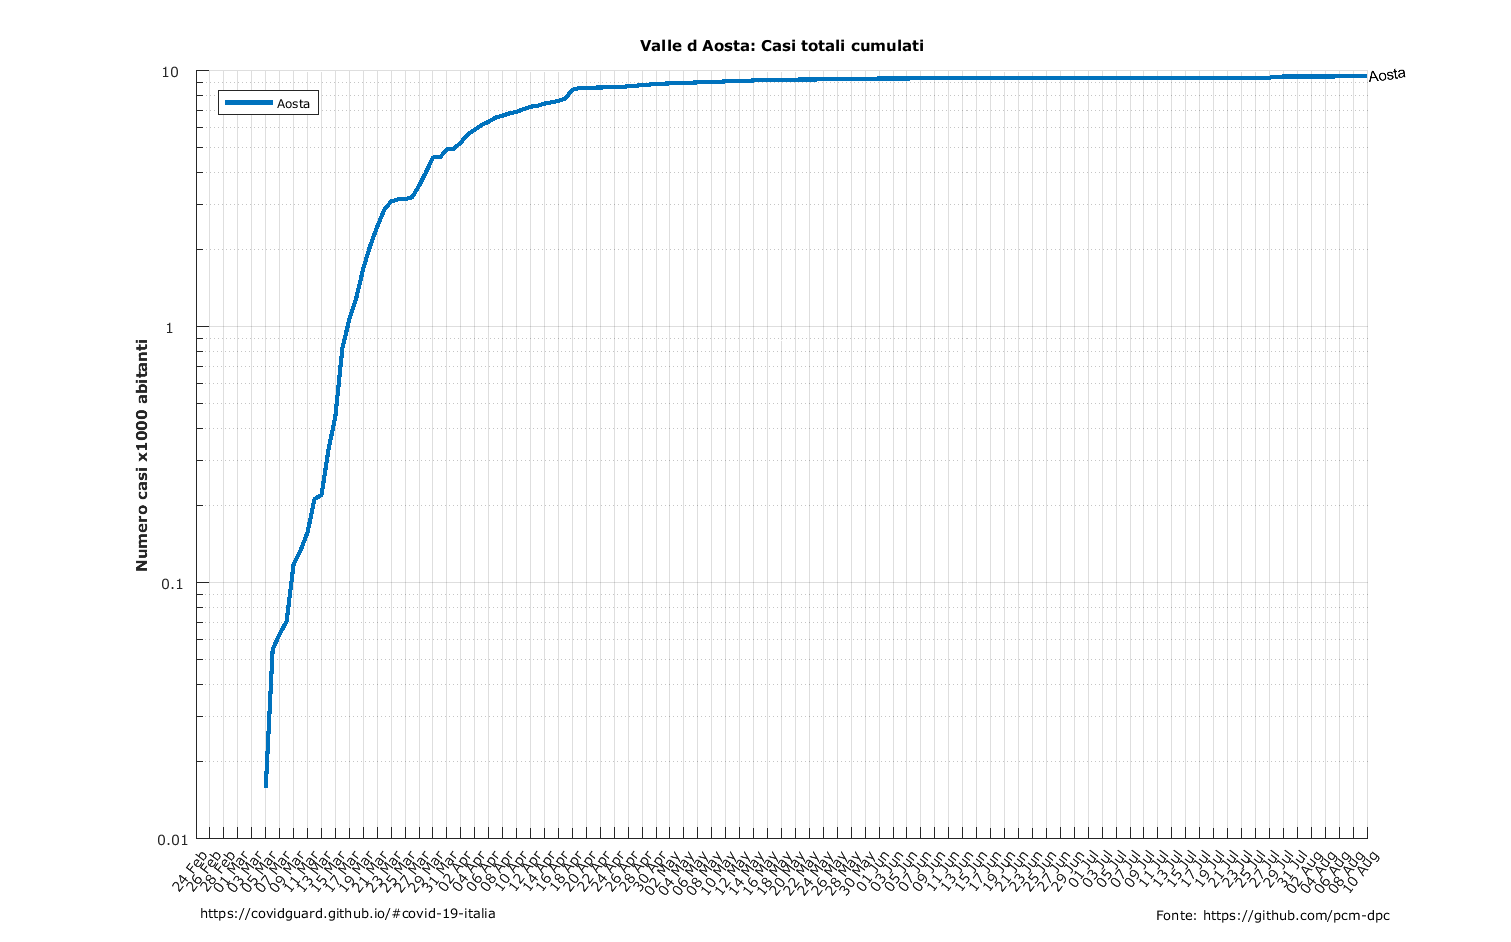 Valle d Aosta: Casi totali cumulati
10
1
0.1
0.01
Numero casi x1000 abitanti
Aosta
Aosta
24 Feb
26 Feb
28 Feb
01 Mar
03 Mar
05 Mar
07 Mar
09 Mar
11 Mar
13 Mar
15 Mar
17 Mar
19 Mar
21 Mar
23 Mar
25 Mar
27 Mar
29 Mar
31 Mar
02 Apr
04 Apr
06 Apr
08 Apr
10 Apr
12 Apr
14 Apr
16 Apr
18 Apr
20 Apr
22 Apr
24 Apr
26 Apr
28 Apr
30 Apr
02 May
04 May
06 May
08 May
10 May
12 May
14 May
16 May
18 May
20 May
22 May
24 May
26 May
28 May
30 May
01 Jun
03 Jun
05 Jun
07 Jun
09 Jun
11 Jun
13 Jun
15 Jun
17 Jun
19 Jun
21 Jun
23 Jun
25 Jun
27 Jun
29 Jun
01 Jul
03 Jul
05 Jul
07 Jul
09 Jul
11 Jul
13 Jul
15 Jul
17 Jul
19 Jul
21 Jul
23 Jul
25 Jul
27 Jul
29 Jul
31 Jul
02 Aug
04 Aug
06 Aug
08 Aug
10 Aug
https://covidguard.github.io/#covid-19-italia
Fonte: https://github.com/pcm-dpc